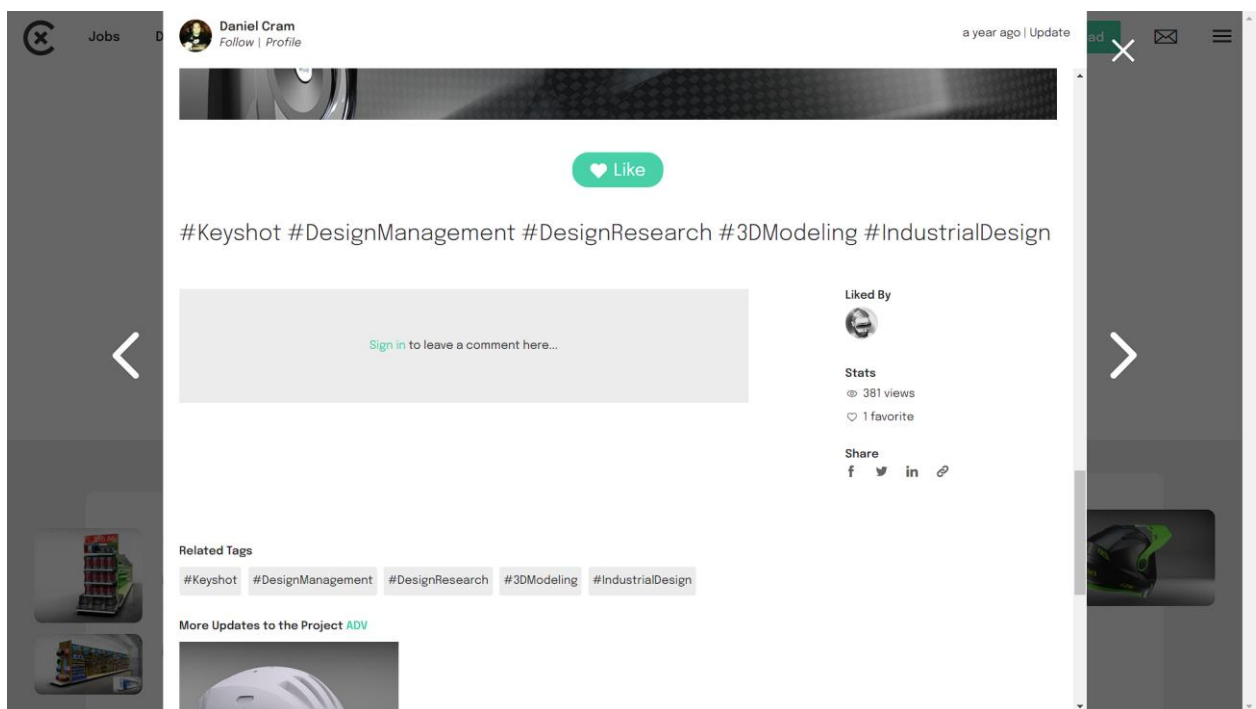 Jobs
Daniel Cram
Follow | Profile
a year ago | Update
ad
Like
#Keyshot #DesignManagement #DesignResearch #3DModeling #IndustrialDesign
Sign in to leave a comment here...
Liked By
Stats
381 views
1 favorite
Share
Related Tags
#Keyshot #DesignManagement #DesignResearch #3DModeling #IndustrialDesign
More Updates to the Project ADV